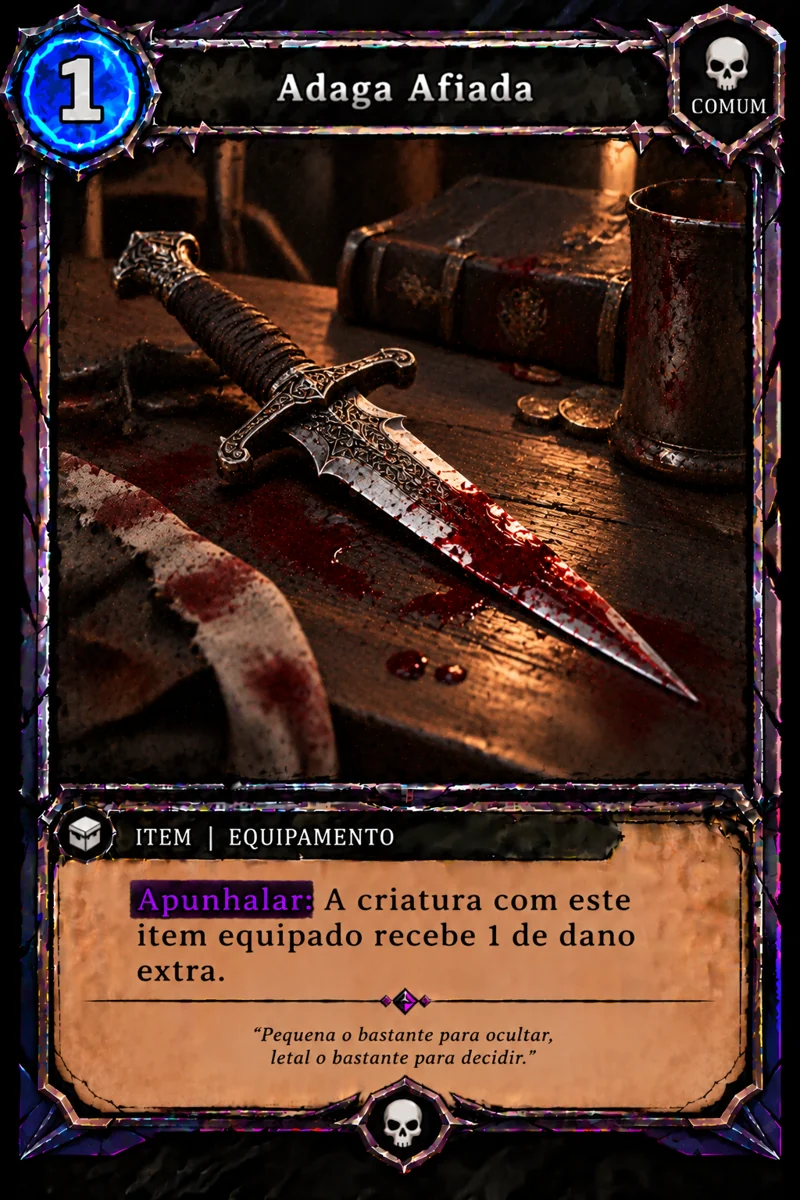 1
Adaga Afiada
COMUM
ITEM | EQUIPAMENTO
Apunhalar: A criatura com este
item equipado recebe 1 de dano
extra.
“Pequena o bastante para ocultar,
letal o bastante para decidir.”